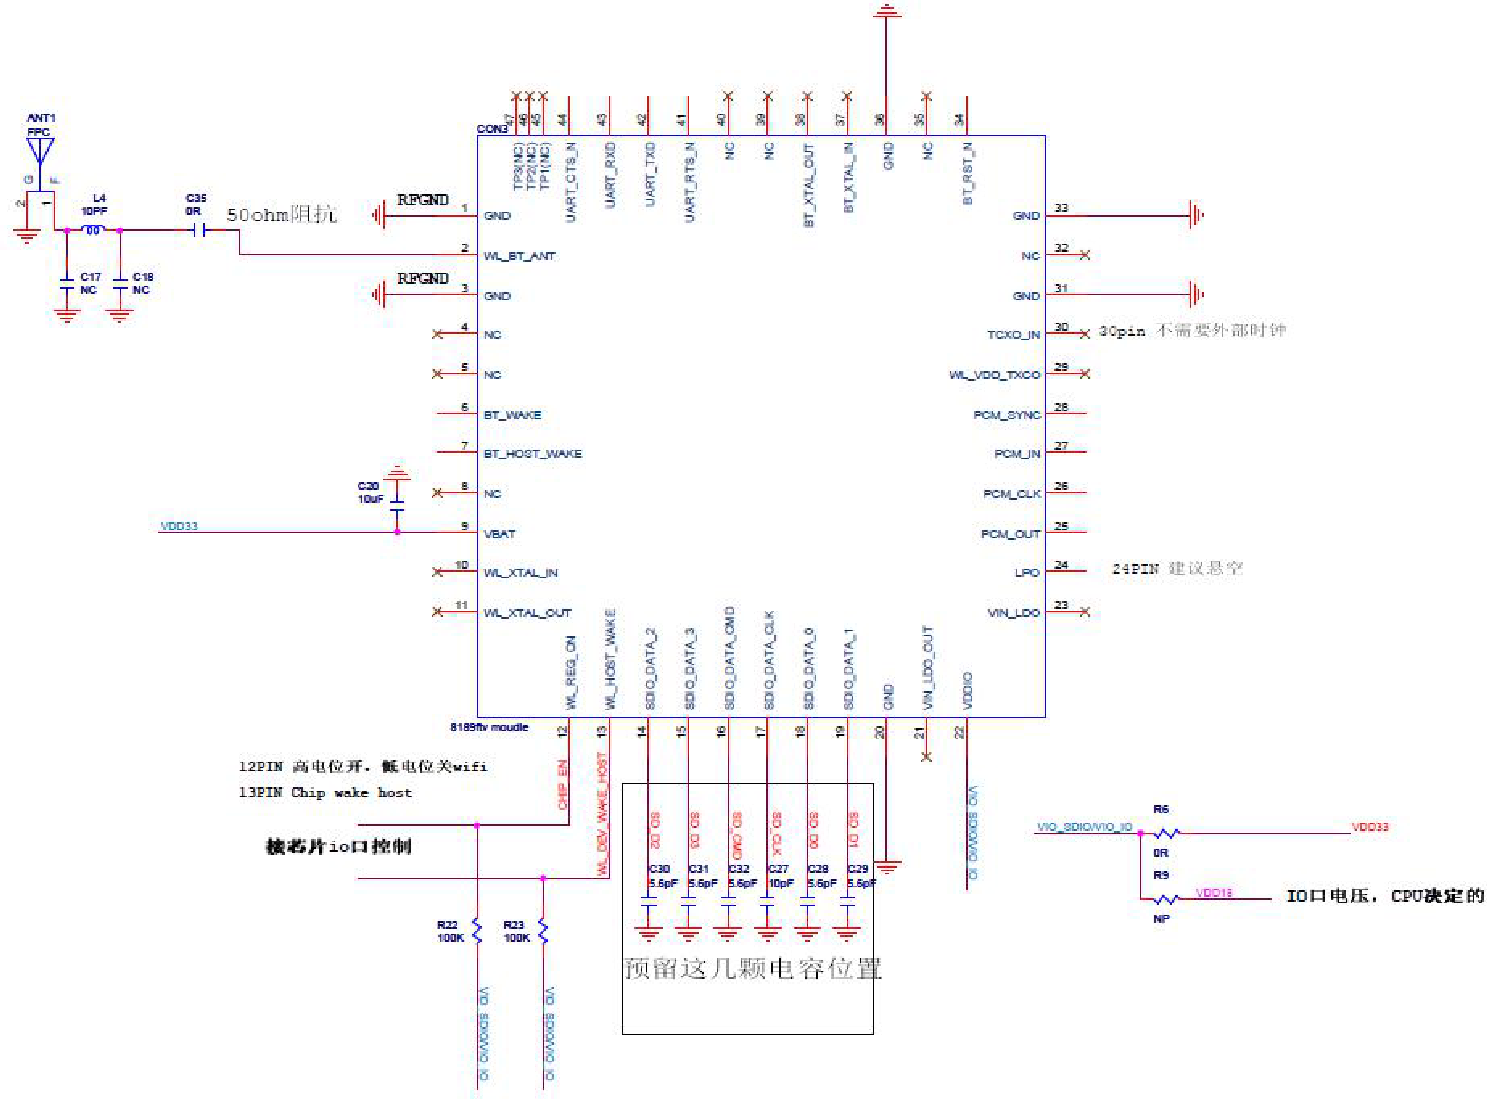 ANT1
FPC
G
F
2
1
L4
10PF
C35
0R
50ohm阻抗
C17
NC
C18
NC
RFGND
RFGND
CON3
47
46
45
44
43
42
41
40
39
38
37
36
35
34
TP3(NC)
TP2(NC)
TP1(NC)
UART_CTS_N
UART_RXD
UART_TXD
UART_RTS_N
NC
NC
BT_XTAL_OUT
BT_XTAL_IN
GND
NC
BT_RST_N
1 GND
2 WL_BT_ANT
3 GND
4 NC
5 NC
6 BT_WAKE
7 BT_HOST_WAKE
8 NC
9 VBAT
10 WL_XTAL_IN
11 WL_XTAL_OUT
C20
10uF
VDD33
GND 33
NC 32
GND 31
TCXO_IN 30
30pin 不需要外部时钟
WL_VDD_TXCO 29
PCM_SYNC 28
PCM_IN 27
PCM_CLK 26
PCM_OUT 25
LPO 24
24PIN 建议悬空
VIN_LDO 23
WL_REG_ON
WL_HOST_WAKE
SDIO_DATA_2
SDIO_DATA_3
SDIO_DATA_CMD
SDIO_DATA_CLK
SDIO_DATA_0
SDIO_DATA_1
GND
VIN_LDO_OUT
VDDIO
8189ftv moudle
12
13
14
15
16
17
18
19
20
21
22
12PIN 高电位开，低电位关wifi
13PIN Chip wake host
接芯片io口控制
CHIP_EN
WL_DEV_WAKE_HOST
SD_D2
SD_D3
SD_CMD
SD_CLK
SD_D0
SD_D1
VIO_SDIO/VIO_IO
C30
5.6pF
C31
5.6pF
C32
5.6pF
C27
10pF
C28
5.6pF
C29
5.6pF
预留这几颗电容位置
R22
100K
R23
100K
VIO_SDIO/VIO_IO
VIO_SDIO/VIO_IO
VIO_SDIO/VIO_IO
R6
0R
VDD33
R9
NP
VDD18
IO口电压，CPU决定的